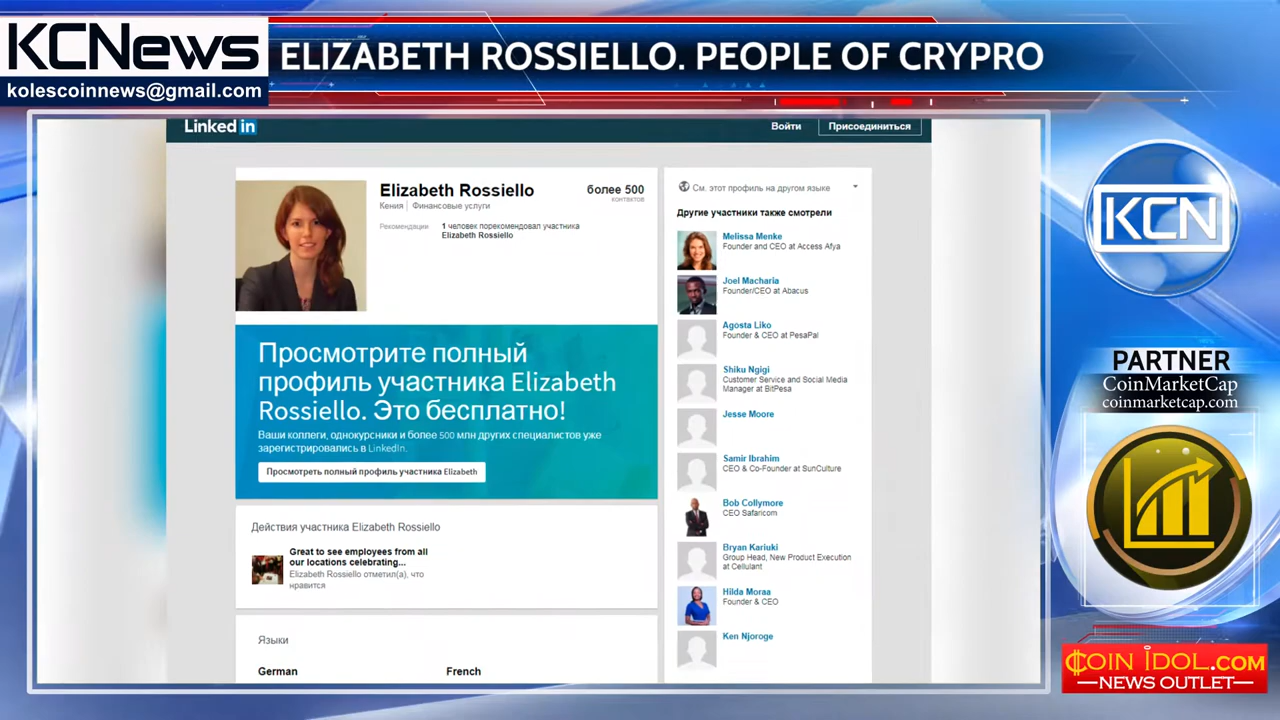 KCNews
kolescoinnews@gmail.com
ELIZABETH ROSSIELLO. PEOPLE OF CRYPRO
Linked in
Войти
Присоединиться
Elizabeth Rossiello
более 500
контактов
Кения | Финансовые услуги
Рекомендации
1 человек порекомендовал участника
Elizabeth Rossiello
Просмотрите полный
профиль участника Elizabeth
Rossiello. Это бесплатно!
Ваши коллеги, однокурсники и более 500 млн других специалистов уже
зарегистрировались в LinkedIn.
Просмотреть полный профиль участника Elizabeth
Действия участника Elizabeth Rossiello
Great to see employees from all
our locations celebrating...
Elizabeth Rossiello отметил(а), что
нравится
Языки
German
French
См. этот профиль на другом языке
Другие участники также смотрели
Melissa Menke
Founder and CEO at Access Afya
Joel Macharia
Founder/CEO at Abacus
Agosta Liko
Founder & CEO at PesaPal
Shiku Ngigi
Customer Service and Social Media
Manager at BitPesa
Jesse Moore
Samir Ibrahim
CEO & Co-Founder at SunCulture
Bob Collymore
CEO Safaricom
Bryan Kariuki
Group Head, New Product Execution
at Cellulant
Hilda Moraa
Founder & CEO
Ken Njoroge
KCN
PARTNER
CoinMarketCap
coinmarketcap.com
COIN IDOL.COM
NEWS OUTLET